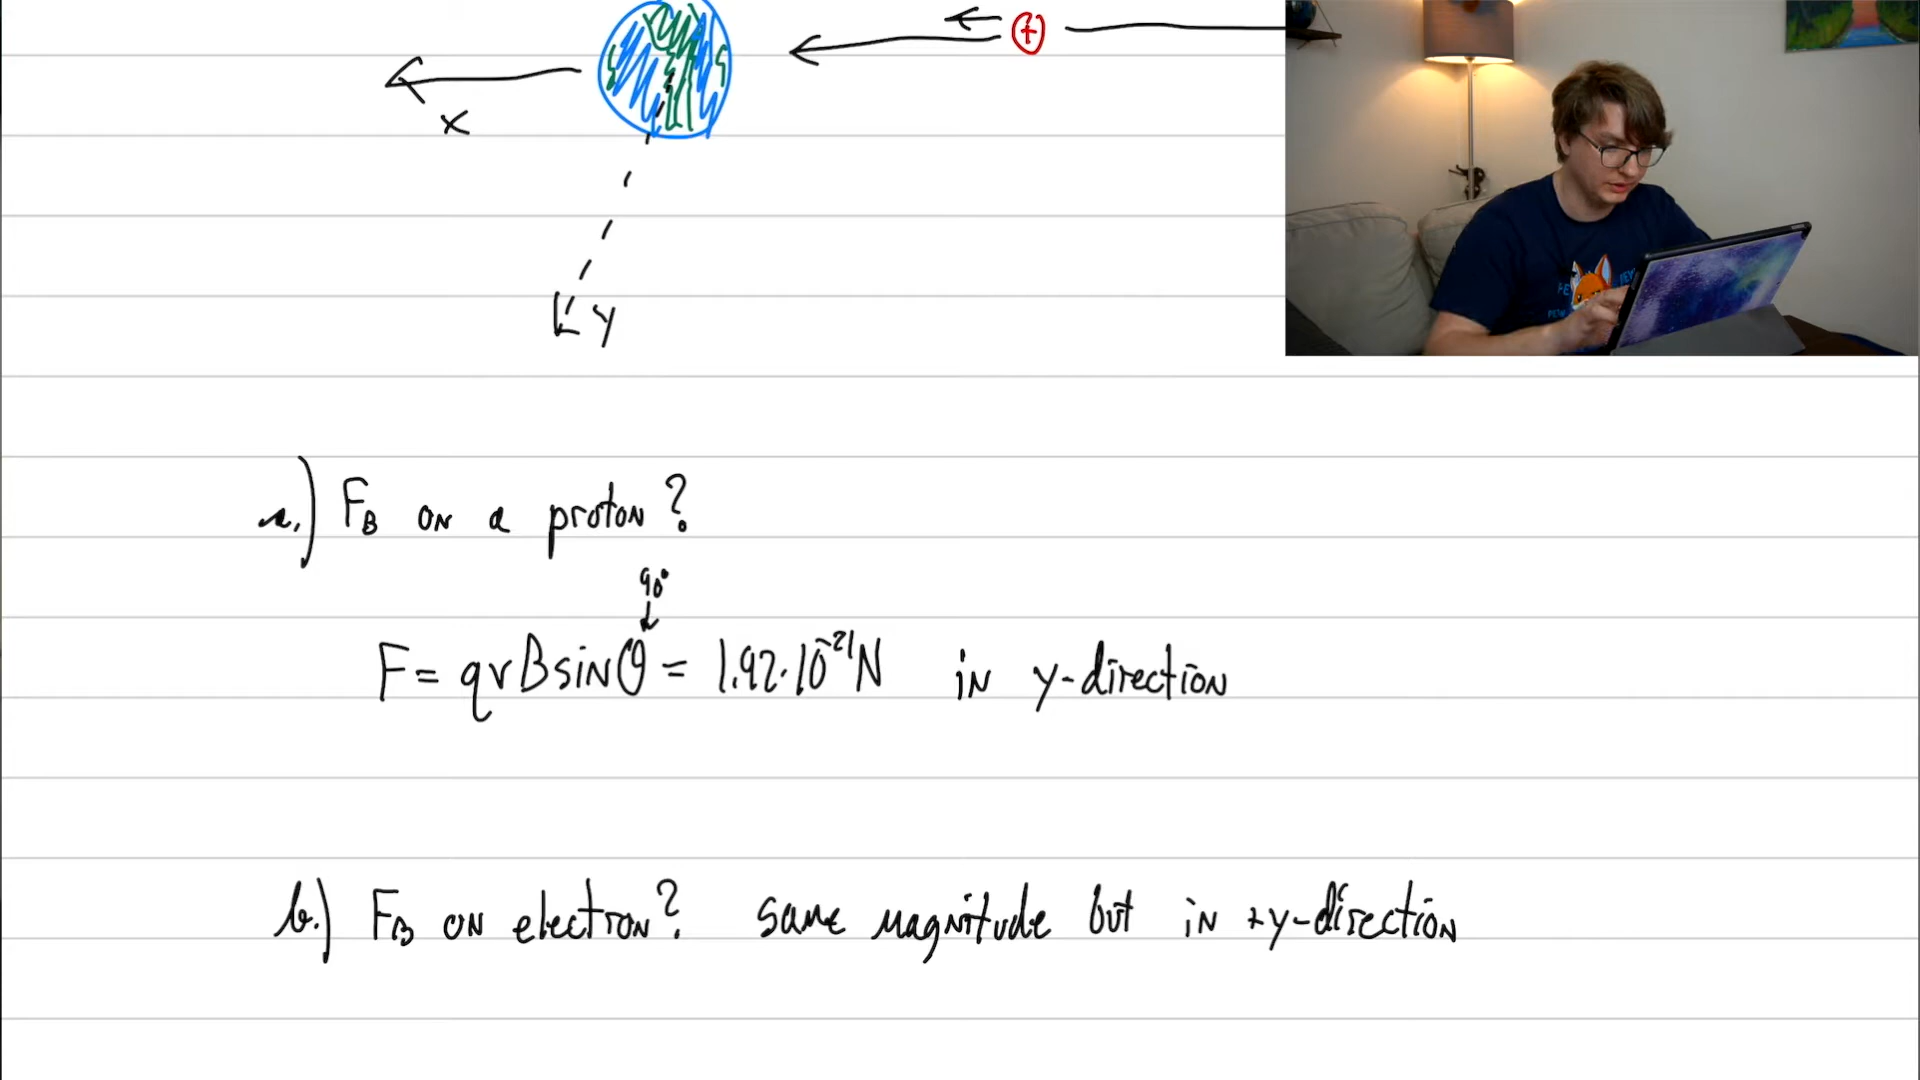 x
+
y
a.) F_B on a proton?
90°
↓
F = qvBsinθ = 1.92·10^-21 N in y-direction
b.) F_B on electron? same magnitude but in +y-direction